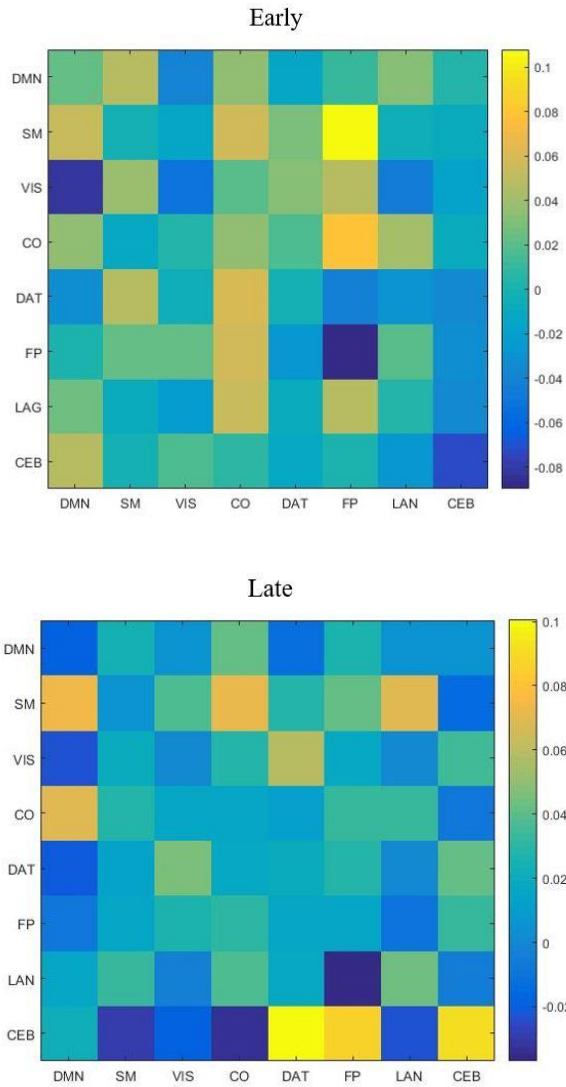 Early
DMN
SM
VIS
CO
DAT
FP
LAG
CEB
DMN SM VIS CO DAT FP LAN CEB
0.1
0.08
0.06
0.04
0.02
0
-0.02
-0.04
-0.06
-0.08
Late
DMN
SM
VIS
CO
DAT
FP
LAN
CEB
DMN SM VIS CO DAT FP LAN CEB
0.1
0.08
0.06
0.04
0.02
0
-0.02